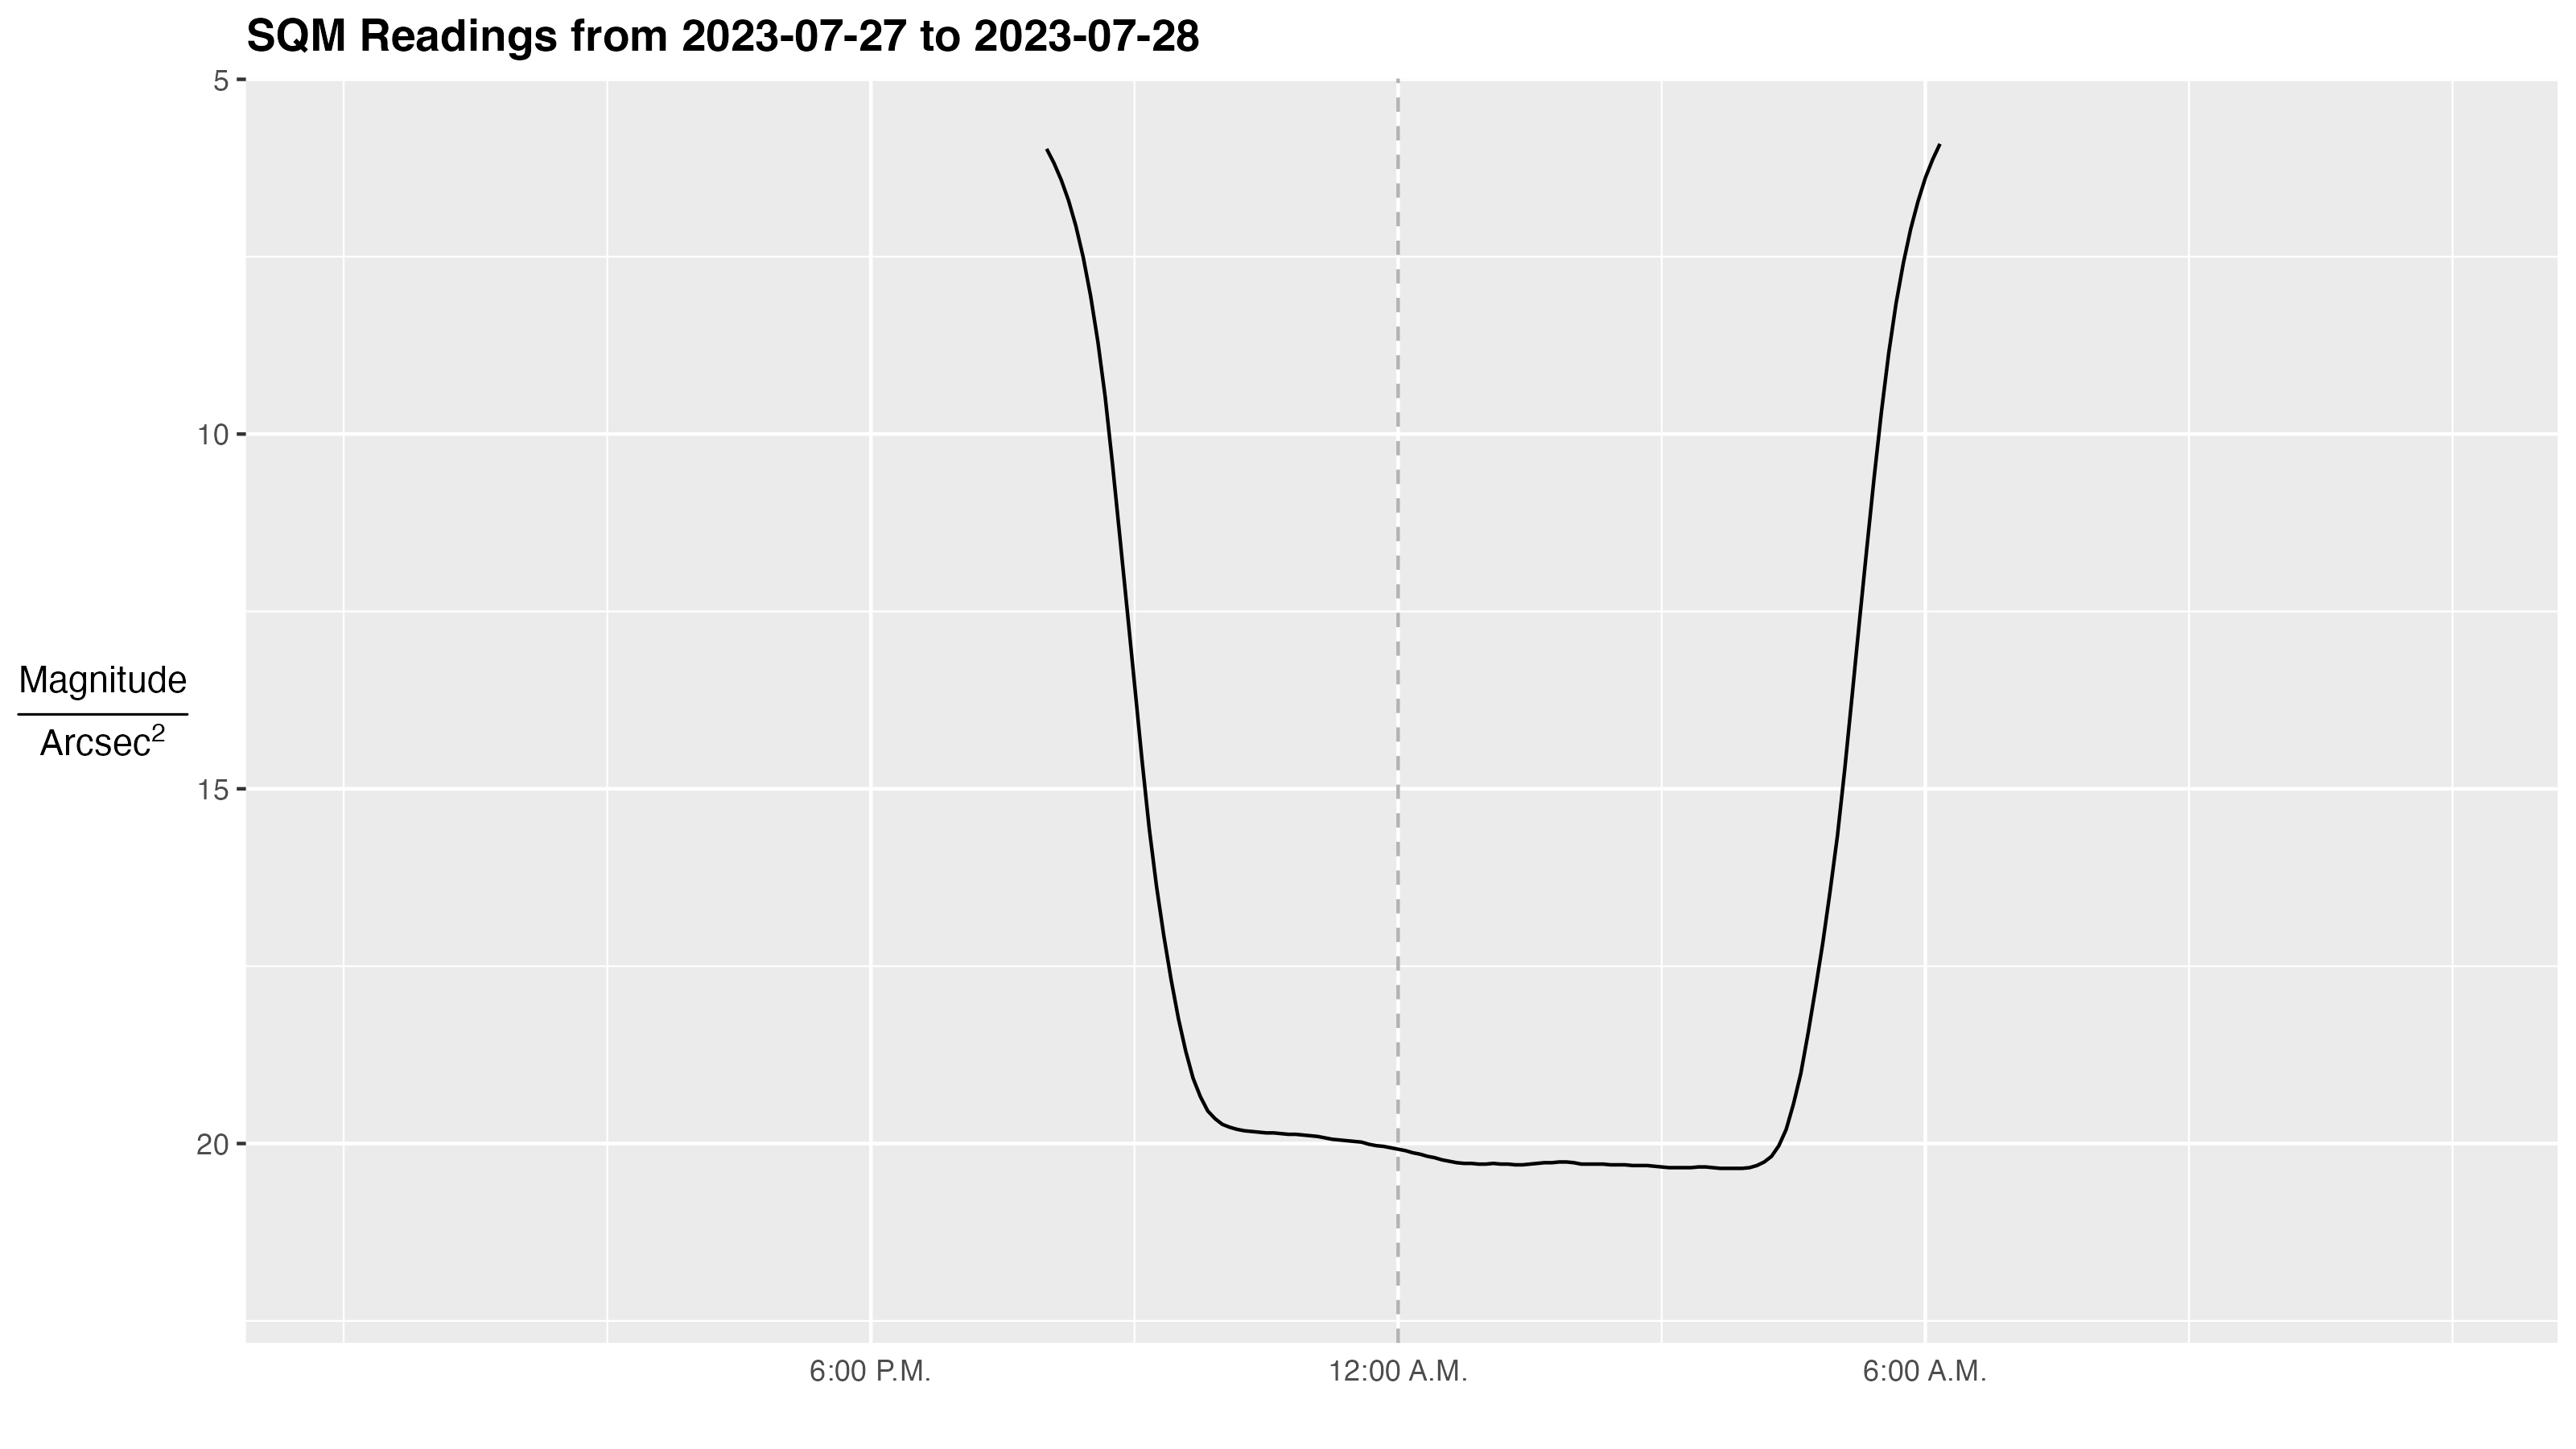 SQM Readings from 2023-07-27 to 2023-07-28
5
10
15
20
Magnitude
Arcsec²
6:00 P.M. 12:00 A.M. 6:00 A.M.